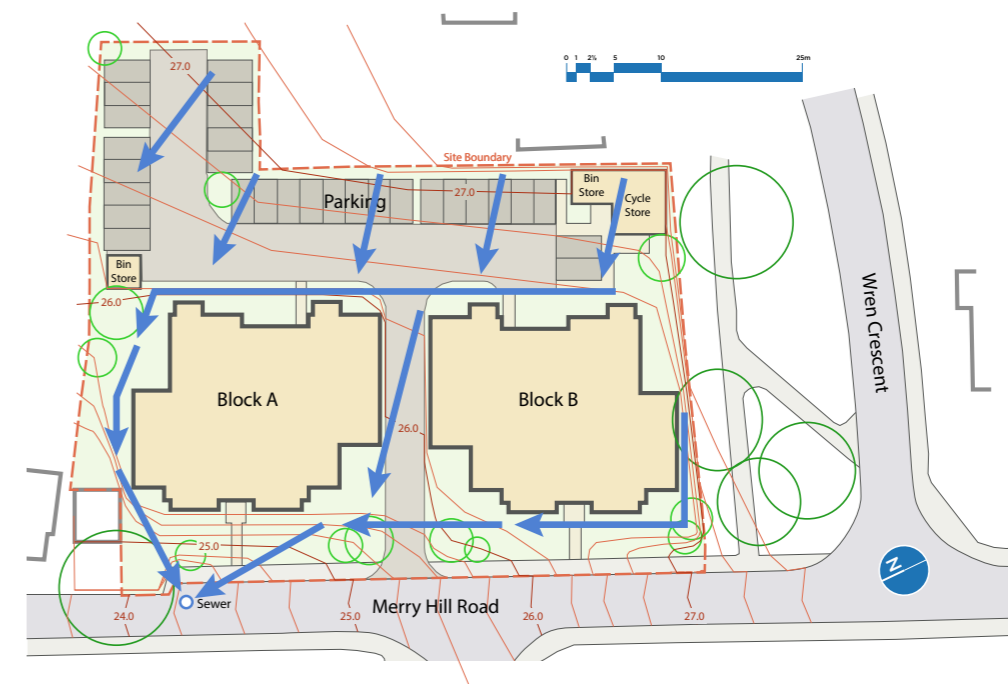 0 1 2½ 5 10 25m
27.0
Site Boundary
27.0
Bin
Store
Cycle
Store
Parking
Bin
Store
26.0
Block A
Block B
26.0
Wren Crescent
25.0
N
Sewer
Merry Hill Road
24.0
25.0
26.0
27.0